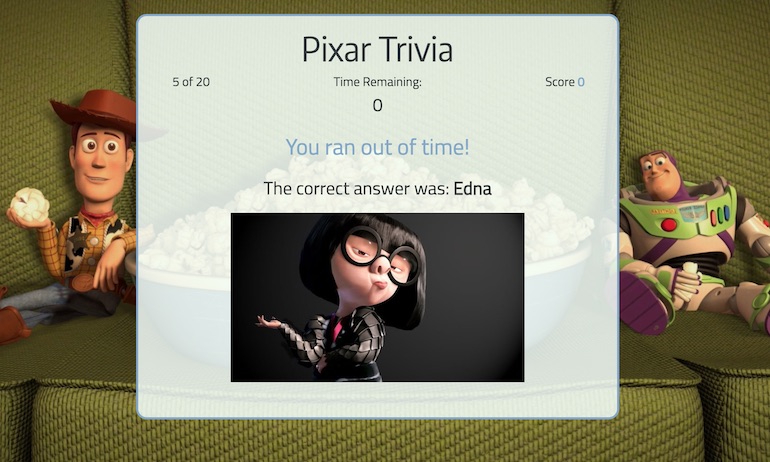 Pixar Trivia
5 of 20
Time Remaining:
Score 0
0
You ran out of time!
The correct answer was: Edna